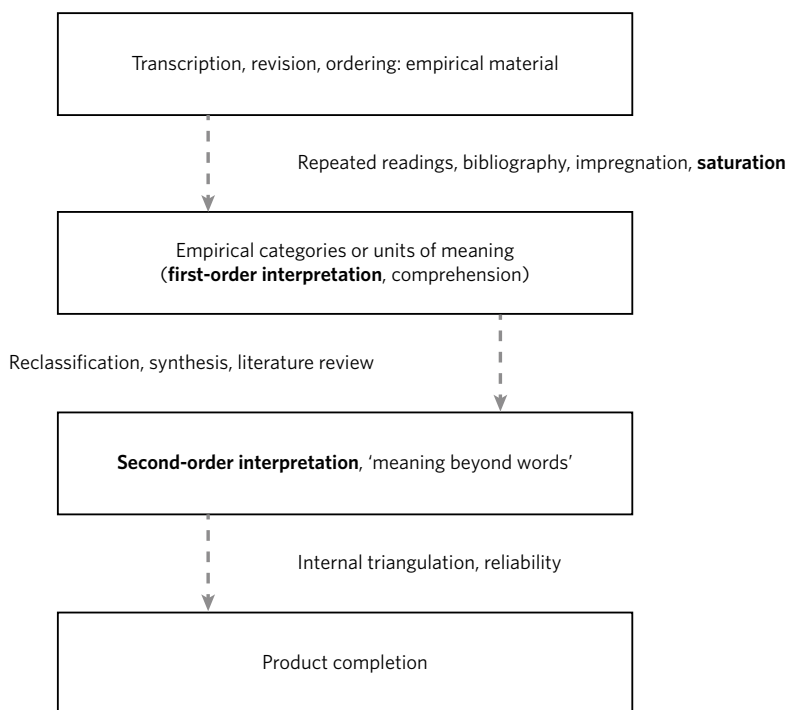 Transcription, revision, ordering: empirical material
Repeated readings, bibliography, impregnation, saturation
Empirical categories or units of meaning
(first-order interpretation, comprehension)
Reclassification, synthesis, literature review
Second-order interpretation, ‘meaning beyond words’
Internal triangulation, reliability
Product completion